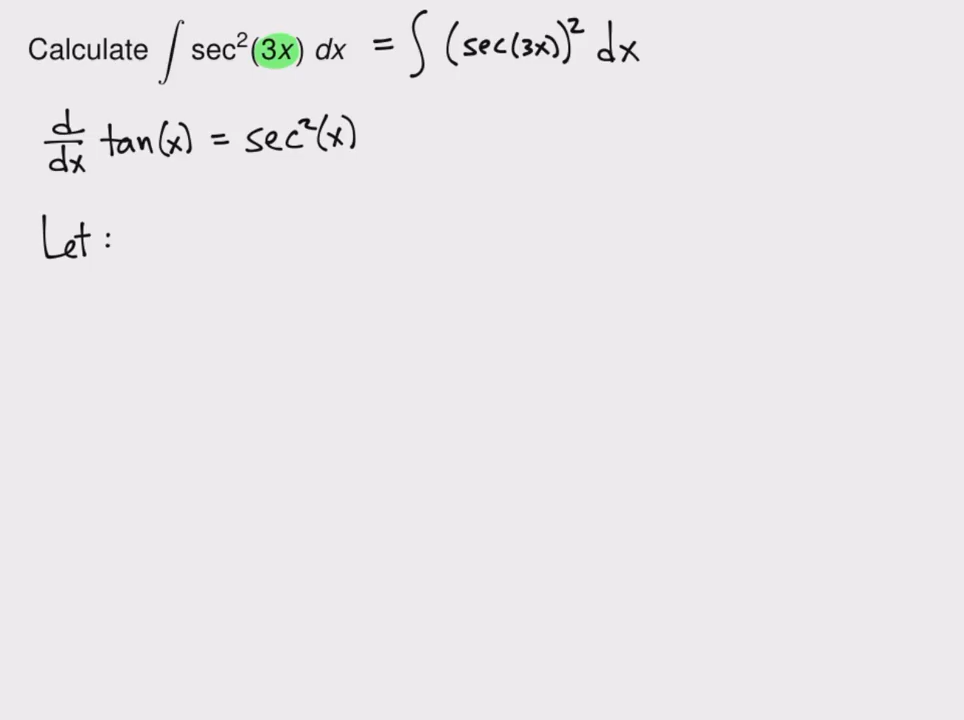 Calculate ∫ sec²(3x) dx = ∫ (sec(3x))² dx
d/dx tan(x) = sec²(x)
Let :